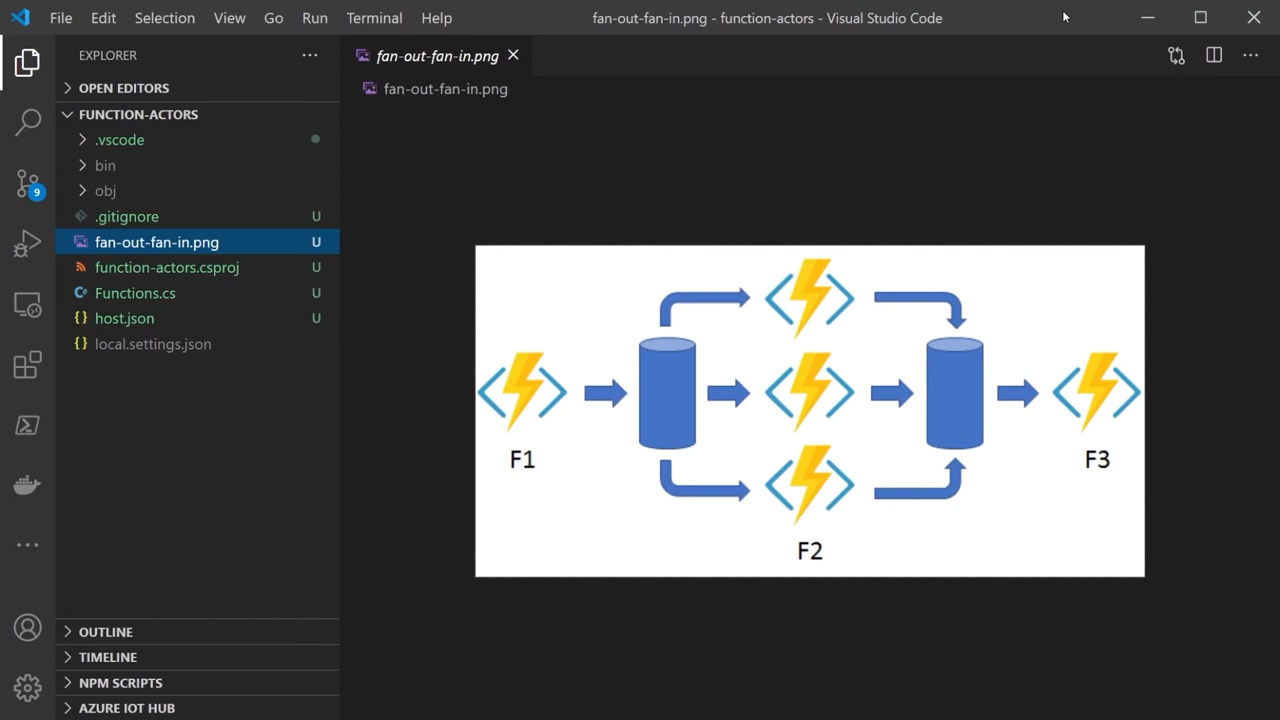 File Edit Selection View Go Run Terminal Help
fan-out-fan-in.png - function-actors - Visual Studio Code
EXPLORER
OPEN EDITORS
FUNCTION-ACTORS
.vscode
bin
obj
.gitignore U
fan-out-fan-in.png U
function-actors.csproj U
Functions.cs U
host.json U
local.settings.json
9
OUTLINE
TIMELINE
NPM SCRIPTS
AZURE IOT HUB
fan-out-fan-in.png
fan-out-fan-in.png
F1
F2
F3